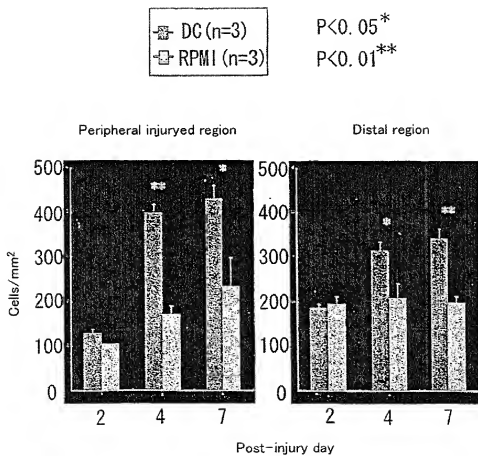 DC(n=3) P<0.05*
RPMI(n=3) P<0.01**
Peripheral injuryed region Distal region
500 500
** * * **
400 400
300 300
200 200
100 100
0 0
Cells/mm²
2 4 7 2 4 7
Post-injury day